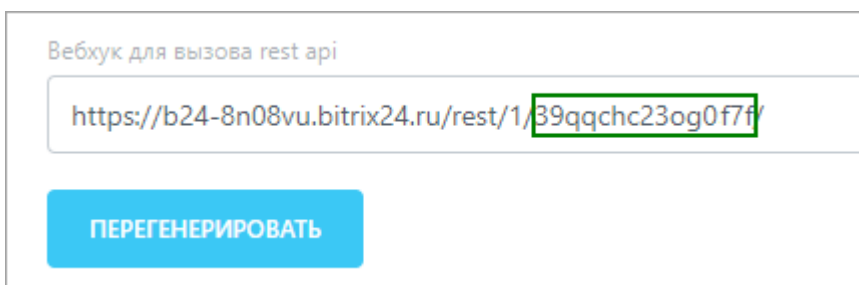 Вебхук для вызова rest api
https://b24-8n08vu.bitrix24.ru/rest/1/39qqchc23og0f7f/
ПЕРЕГЕНЕРИРОВАТЬ